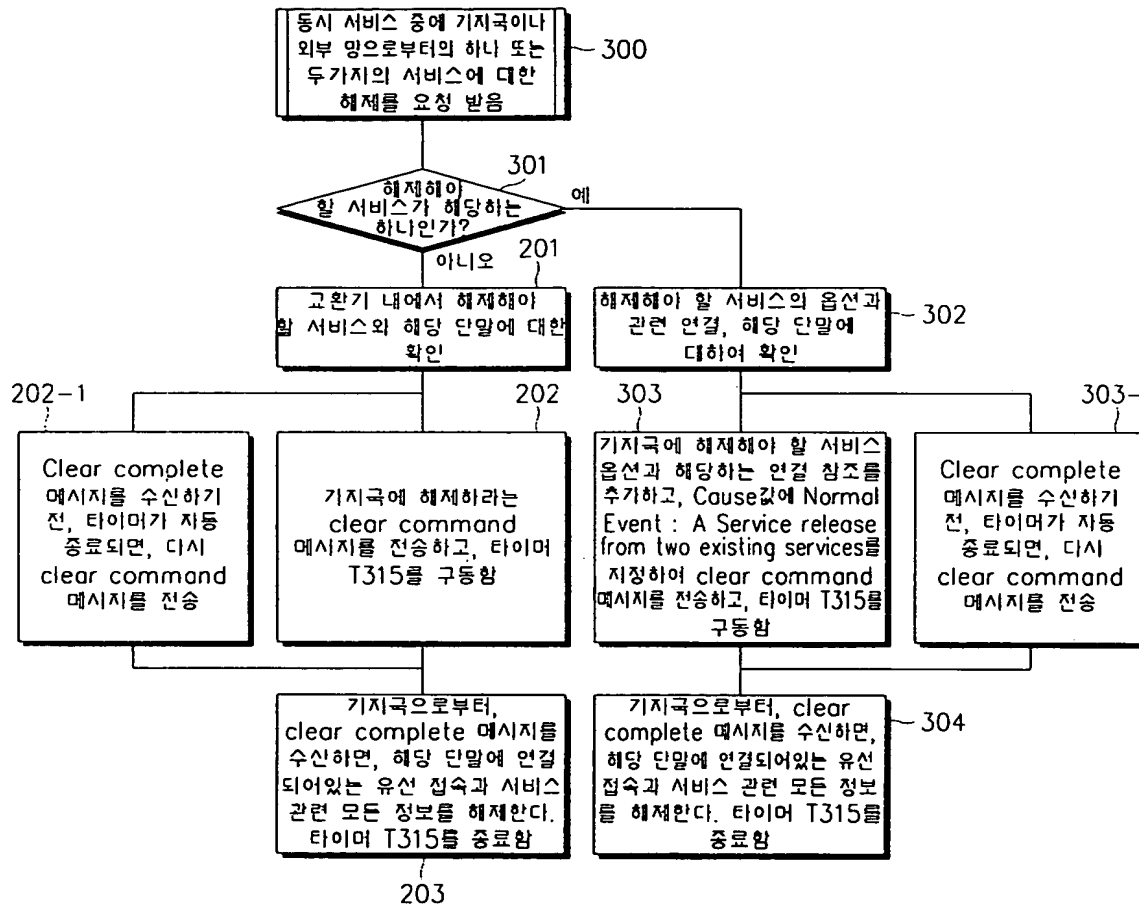 동시 서비스 중에 기지국이나
외부 망으로부터의 하나 또는
두가지의 서비스에 대한
해제를 요청 받음
300
301
해제해야
할 서비스가 해당하는
하나인가?
예
아니오
201
교환기 내에서 해제해야
할 서비스와 해당 단말에 대한
확인
해제해야 할 서비스의 옵션과
관련 연결, 해당 단말에
대하여 확인
302
202-1
Clear complete
메시지를 수신하기
전, 타이머가 자동
종료되면, 다시
clear command
메시지를 전송
202
기지국에 해제하라는
clear command
메시지를 전송하고, 타이머
T315를 구동함
303
기지국에 해제해야 할 서비스
옵션과 해당하는 연결 참조를
추가하고, Cause값에 Normal
Event : A Service release
from two existing services를
지정하여 clear command
메시지를 전송하고, 타이머 T315를
구동함
303-
Clear complete
메시지를 수신하기
전, 타이머가 자동
종료되면, 다시
clear command
메시지를 전송
기지국으로부터,
clear complete 메시지를
수신하면, 해당 단말에 연결
되어있는 유선 접속과 서비스
관련 모든 정보를 해제한다.
타이머 T315를 종료함
203
기지국으로부터, clear
complete 메시지를 수신하면,
해당 단말에 연결되어있는 유선
접속과 서비스 관련 모든 정보
를 해제한다. 타이머 T315를
종료함
304